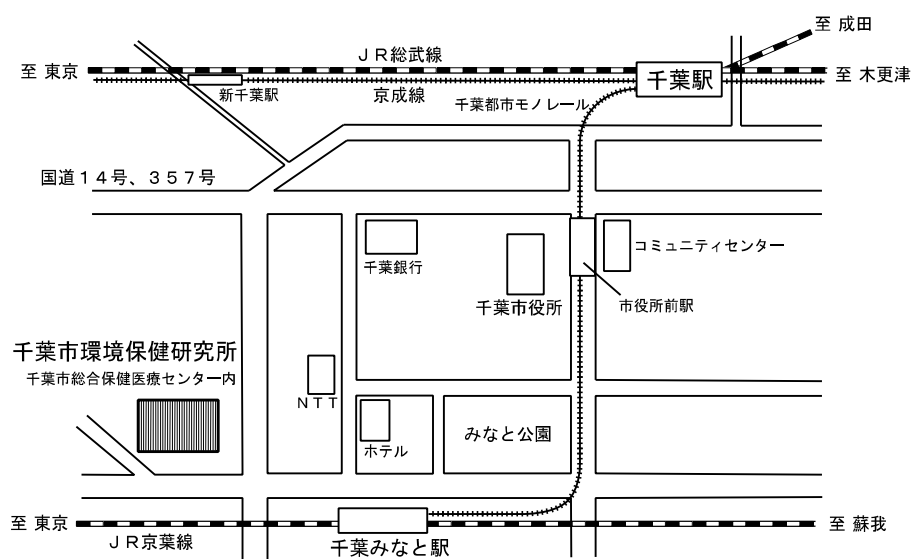 至 成田
ＪＲ総武線
至 東京
千葉駅
至 木更津
新千葉駅
京成線
千葉都市モノレール
国道１４号、３５７号
コミュニティセンター
千葉銀行
千葉市役所
市役所前駅
千葉市環境保健研究所
千葉市総合保健医療センター内
ＮＴＴ
みなと公園
ホテル
至 東京
至 蘇我
ＪＲ京葉線
千葉みなと駅